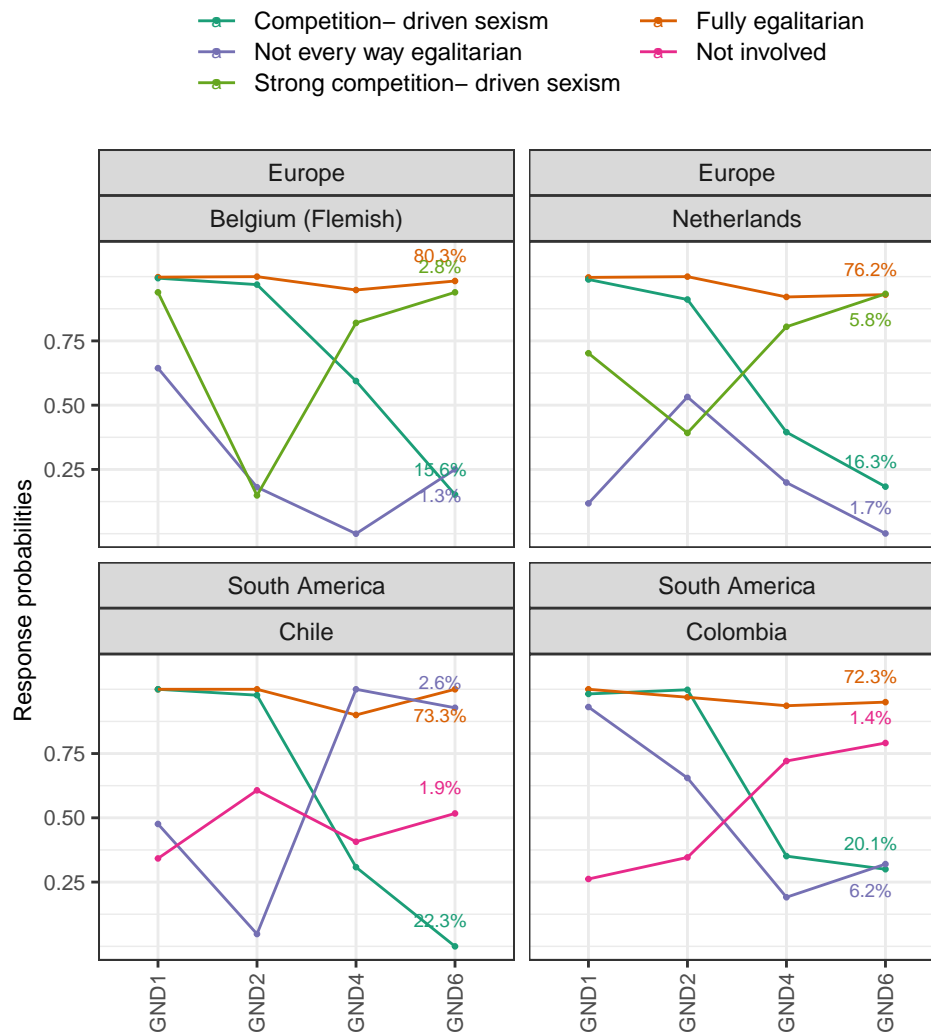 Competition− driven sexism
Fully egalitarian
Not every way egalitarian
Not involved
Strong competition− driven sexism
Europe
Europe
Belgium (Flemish)
Netherlands
80.3%
2.8%
15.6%
1.3%
76.2%
5.8%
16.3%
1.7%
0.75
0.50
0.25
Response probabilities
South America
South America
Chile
Colombia
2.6%
73.3%
1.9%
22.3%
72.3%
1.4%
20.1%
6.2%
0.75
0.50
0.25
GND1
GND2
GND4
GND6
GND1
GND2
GND4
GND6